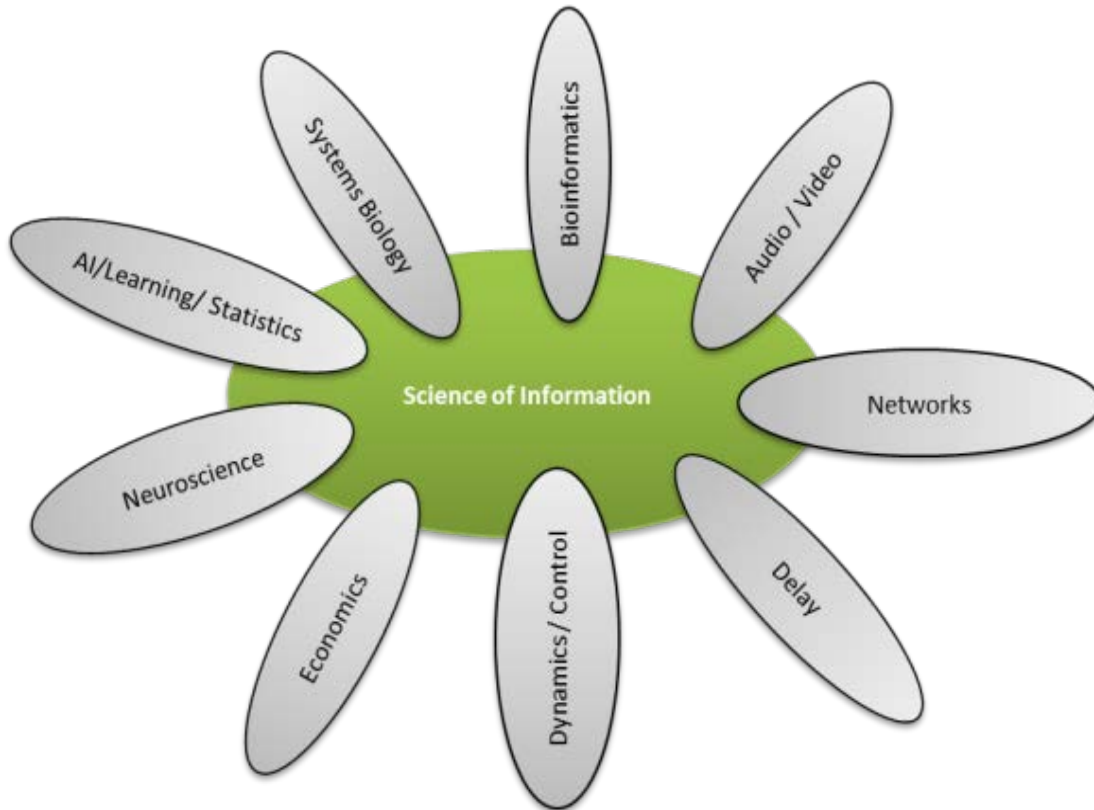 Bioinformatics
Systems Biology
Audio / Video
AI/Learning/ Statistics
Science of Information
Networks
Neuroscience
Delay
Economics
Dynamics / Control